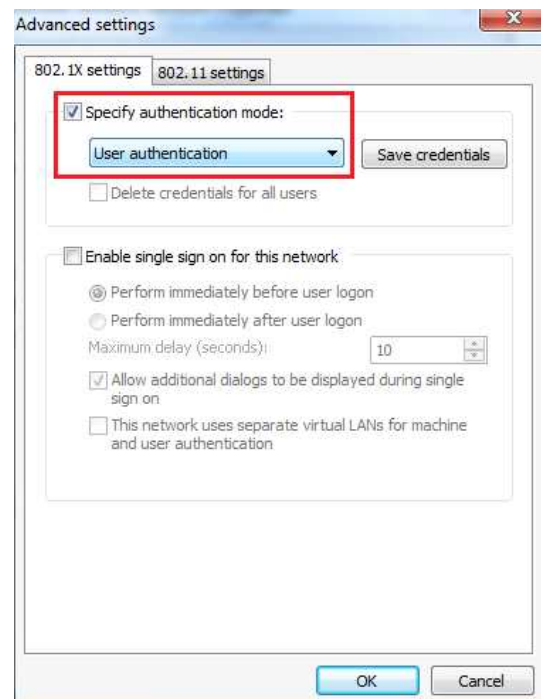 Advanced settings
802.1X settings 802.11 settings
Specify authentication mode:
User authentication Save credentials
Delete credentials for all users
Enable single sign on for this network
Perform immediately before user logon
Perform immediately after user logon
Maximum delay (seconds): 10
Allow additional dialogs to be displayed during single
sign on
This network uses separate virtual LANs for machine
and user authentication
OK Cancel